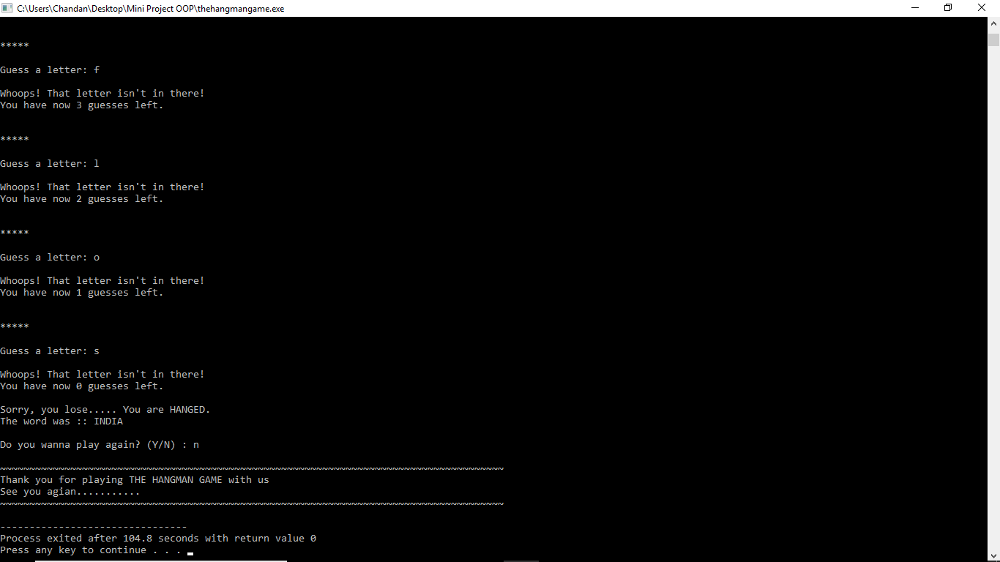 C:\Users\Chandan\Desktop\Mini Project OOP\thehangmangame.exe
*****
Guess a letter: f
Whoops! That letter isn't in there!
You have now 3 guesses left.
*****
Guess a letter: l
Whoops! That letter isn't in there!
You have now 2 guesses left.
*****
Guess a letter: o
Whoops! That letter isn't in there!
You have now 1 guesses left.
*****
Guess a letter: s
Whoops! That letter isn't in there!
You have now 0 guesses left.
Sorry, you lose..... You are HANGED.
The word was :: INDIA
Do you wanna play again? (Y/N) : n
~~~~~~~~~~~~~~~~~~~~~~~~~~~~~~~~~~~~~~~~~~~~~~~~~~~~~~~~~~~~~~~~~~~~~~~~~~~~~~~~~~~~~~
Thank you for playing THE HANGMAN GAME with us
See you agian...........
~~~~~~~~~~~~~~~~~~~~~~~~~~~~~~~~~~~~~~~~~~~~~~~~~~~~~~~~~~~~~~~~~~~~~~~~~~~~~~~~~~~~~~
--------------------------------
Process exited after 104.8 seconds with return value 0
Press any key to continue . . .